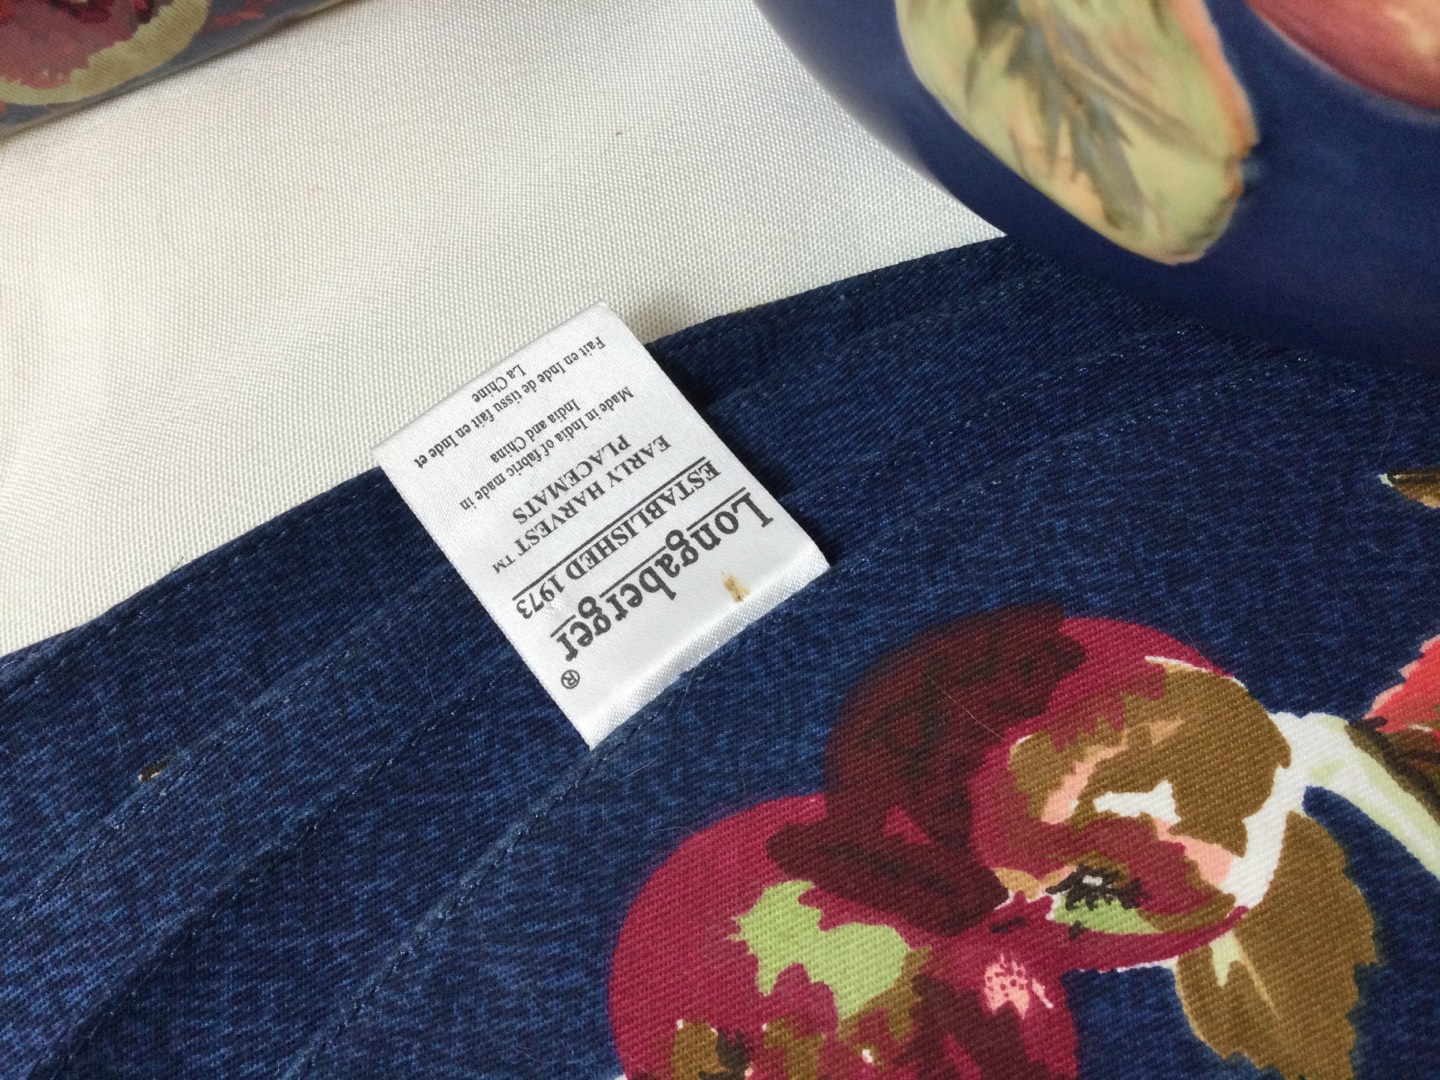 Longaberger®
ESTABLISHED 1973
EARLY HARVEST™
PLACEMATS
Made in India of fabric made in
India and China
Fait en Inde de tissu fait en Inde et
La Chine